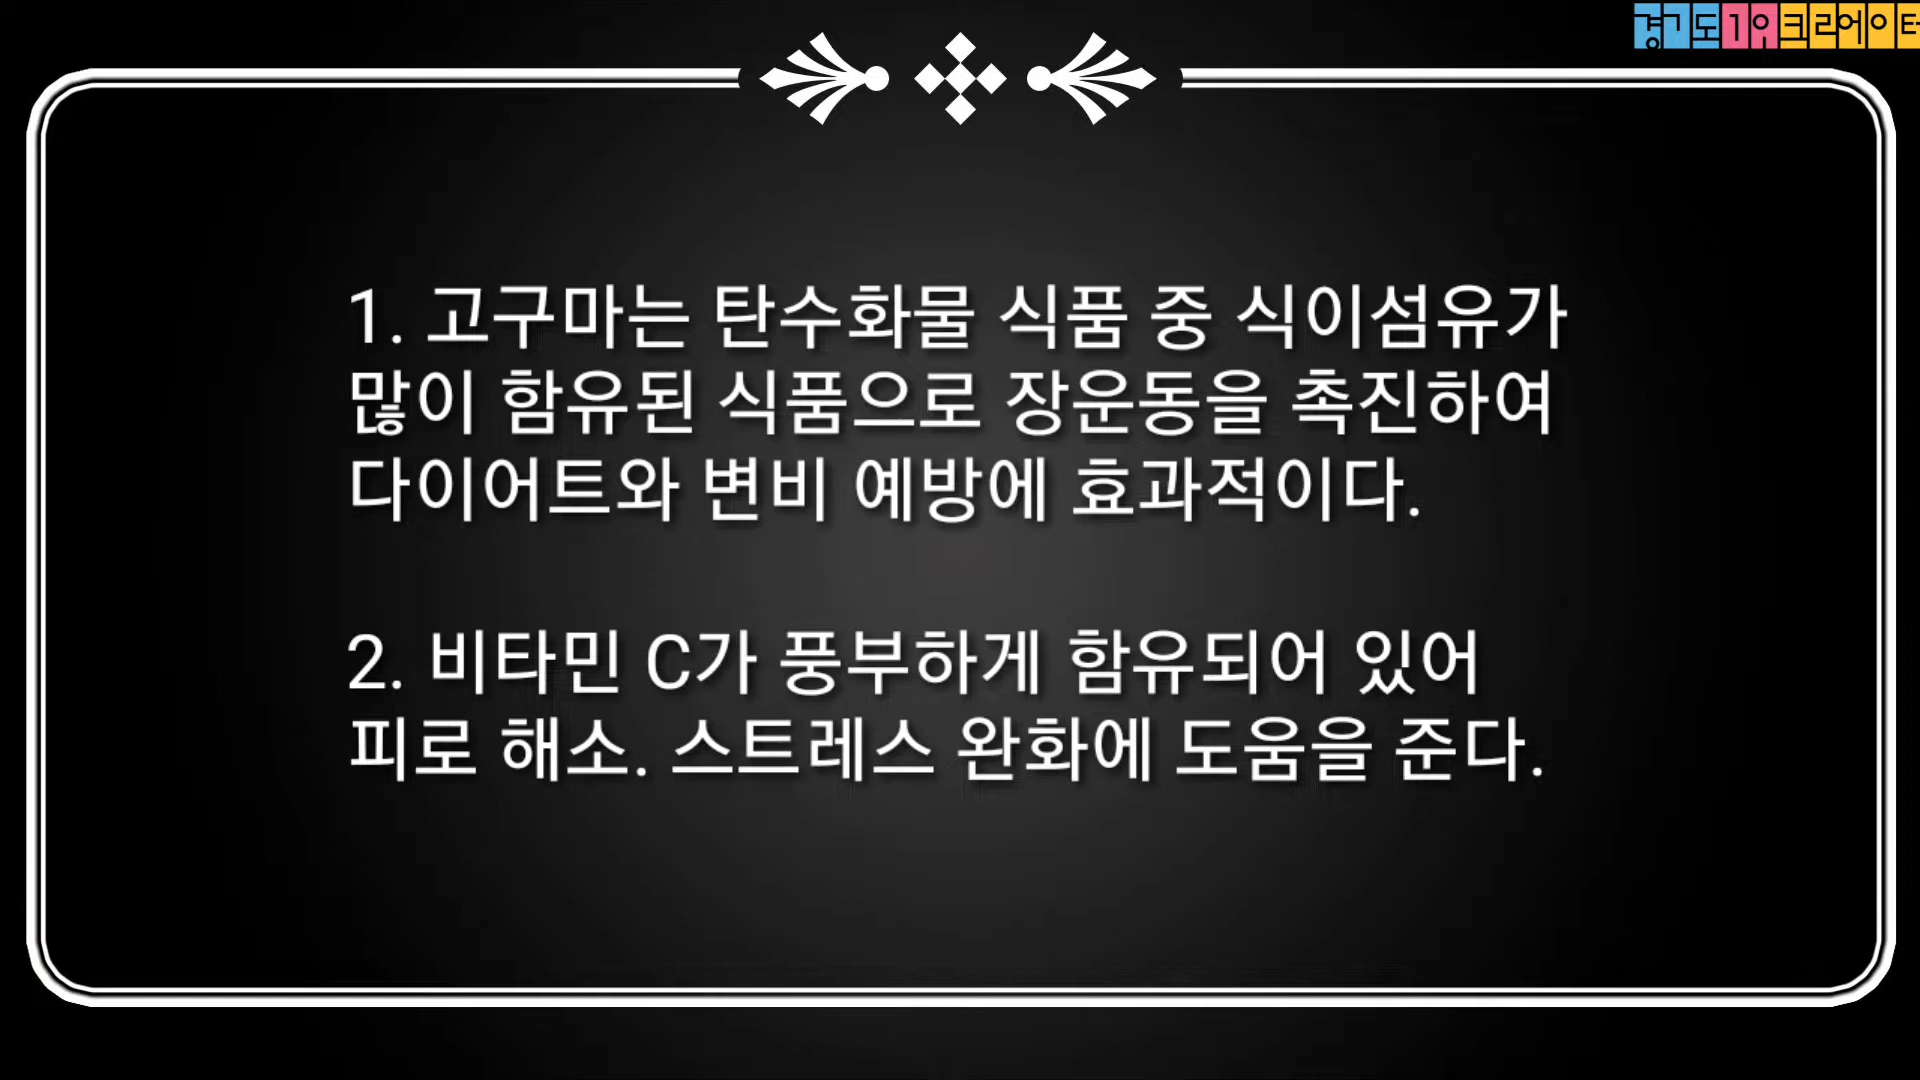 경기도1인크리에이터
1. 고구마는 탄수화물 식품 중 식이섬유가
많이 함유된 식품으로 장운동을 촉진하여
다이어트와 변비 예방에 효과적이다.
2. 비타민 C가 풍부하게 함유되어 있어
피로 해소. 스트레스 완화에 도움을 준다.